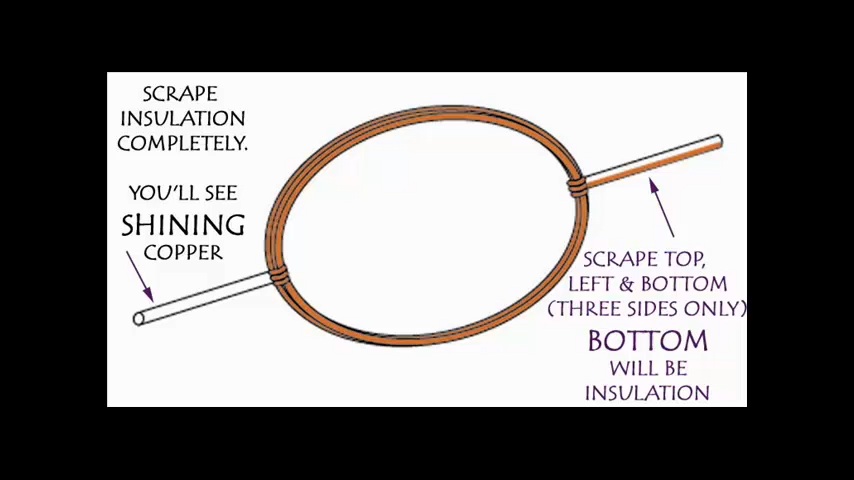 SCRAPE
INSULATION
COMPLETELY.
YOU'LL SEE
SHINING
COPPER
SCRAPE TOP,
LEFT & BOTTOM
(THREE SIDES ONLY)
BOTTOM
WILL BE
INSULATION